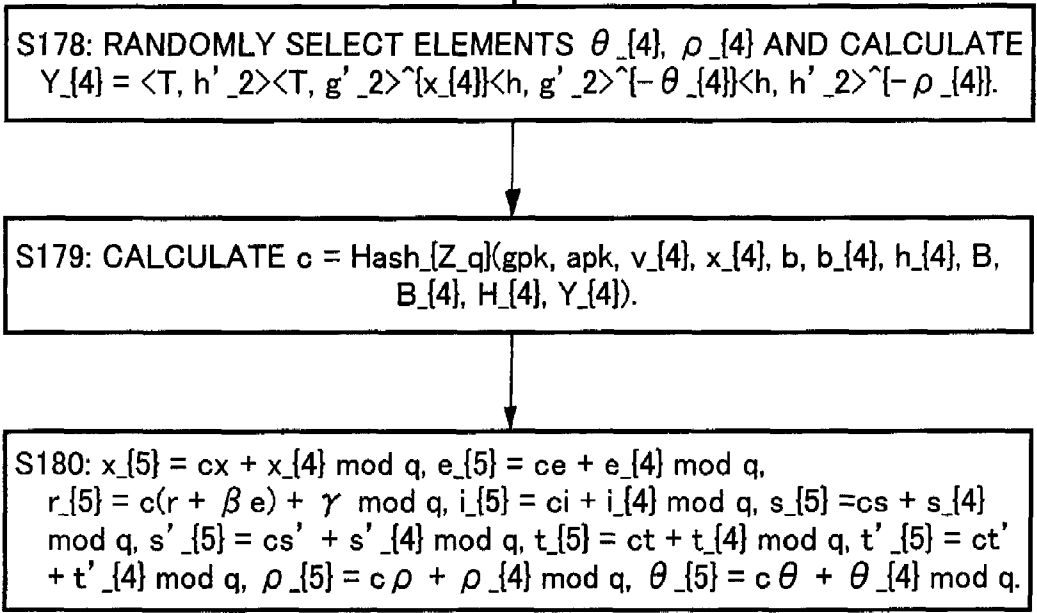 S178: RANDOMLY SELECT ELEMENTS θ_{4}, ρ_{4} AND CALCULATE
Y_{4} = <T, h'_2><T, g'_2>^{x_{4}}<h, g'_2>^{-θ_{4}}<h, h'_2>^{-ρ_{4}}.
S179: CALCULATE c = Hash_{Z_q}(gpk, apk, v_{4}, x_{4}, b, b_{4}, h_{4}, B,
B_{4}, H_{4}, Y_{4}).
S180: x_{5} = cx + x_{4} mod q, e_{5} = ce + e_{4} mod q,
r_{5} = c(r + βe) + γ mod q, i_{5} = ci + i_{4} mod q, s_{5} =cs + s_{4}
mod q, s'_{5} = cs' + s'_{4} mod q, t_{5} = ct + t_{4} mod q, t'_{5} = ct'
+ t'_{4} mod q, ρ_{5} = cρ + ρ_{4} mod q, θ_{5} = cθ + θ_{4} mod q.